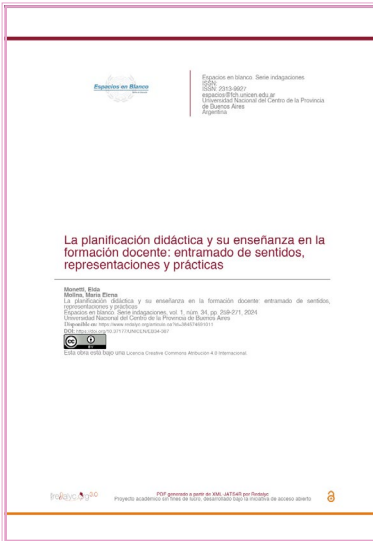 Espacios en Blanco
Espacios en blanco. Serie indagaciones
ISSN:
ISSN: 2313-9927
espacios@fch.unicen.edu.ar
Universidad Nacional del Centro de la Provincia
de Buenos Aires
Argentina
La planificación didáctica y su enseñanza en la
formación docente: entramado de sentidos,
representaciones y prácticas
Monetti, Elda
Molina, María Elena
La planificación didáctica y su enseñanza en la formación docente: entramado de sentidos,
representaciones y prácticas
Espacios en blanco. Serie indagaciones, vol. 1, núm. 34, pp. 259-271, 2024
Universidad Nacional del Centro de la Provincia de Buenos Aires
Disponible en:
DOI:
cc
BY
Esta obra está bajo una Licencia Creative Commons Atribución 4.0 Internacional.
redalyc.org
PDF generado a partir de XML-JATS4R por Redalyc
Proyecto académico sin fines de lucro, desarrollado bajo la iniciativa de acceso abierto